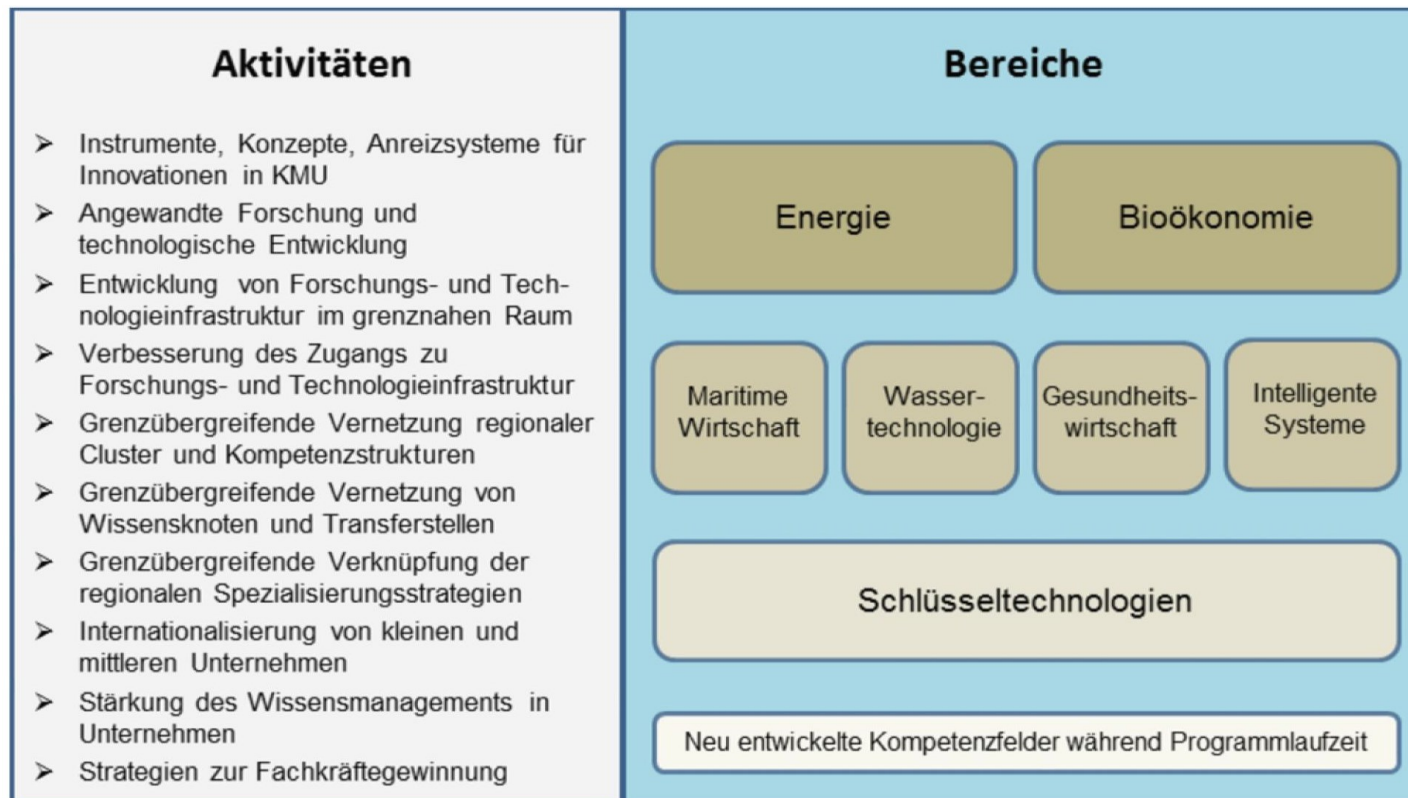 Aktivitäten
➤ Instrumente, Konzepte, Anreizsysteme für
Innovationen in KMU
➤ Angewandte Forschung und
technologische Entwicklung
➤ Entwicklung von Forschungs- und Tech-
nologieinfrastruktur im grenznahen Raum
➤ Verbesserung des Zugangs zu
Forschungs- und Technologieinfrastruktur
➤ Grenzübergreifende Vernetzung regionaler
Cluster und Kompetenzstrukturen
➤ Grenzübergreifende Vernetzung von
Wissensknoten und Transferstellen
➤ Grenzübergreifende Verknüpfung der
regionalen Spezialisierungsstrategien
➤ Internationalisierung von kleinen und
mittleren Unternehmen
➤ Stärkung des Wissensmanagements in
Unternehmen
➤ Strategien zur Fachkräftegewinnung
Bereiche
Energie
Bioökonomie
Maritime
Wirtschaft
Wasser-
technologie
Gesundheits-
wirtschaft
Intelligente
Systeme
Schlüsseltechnologien
Neu entwickelte Kompetenzfelder während Programmlaufzeit